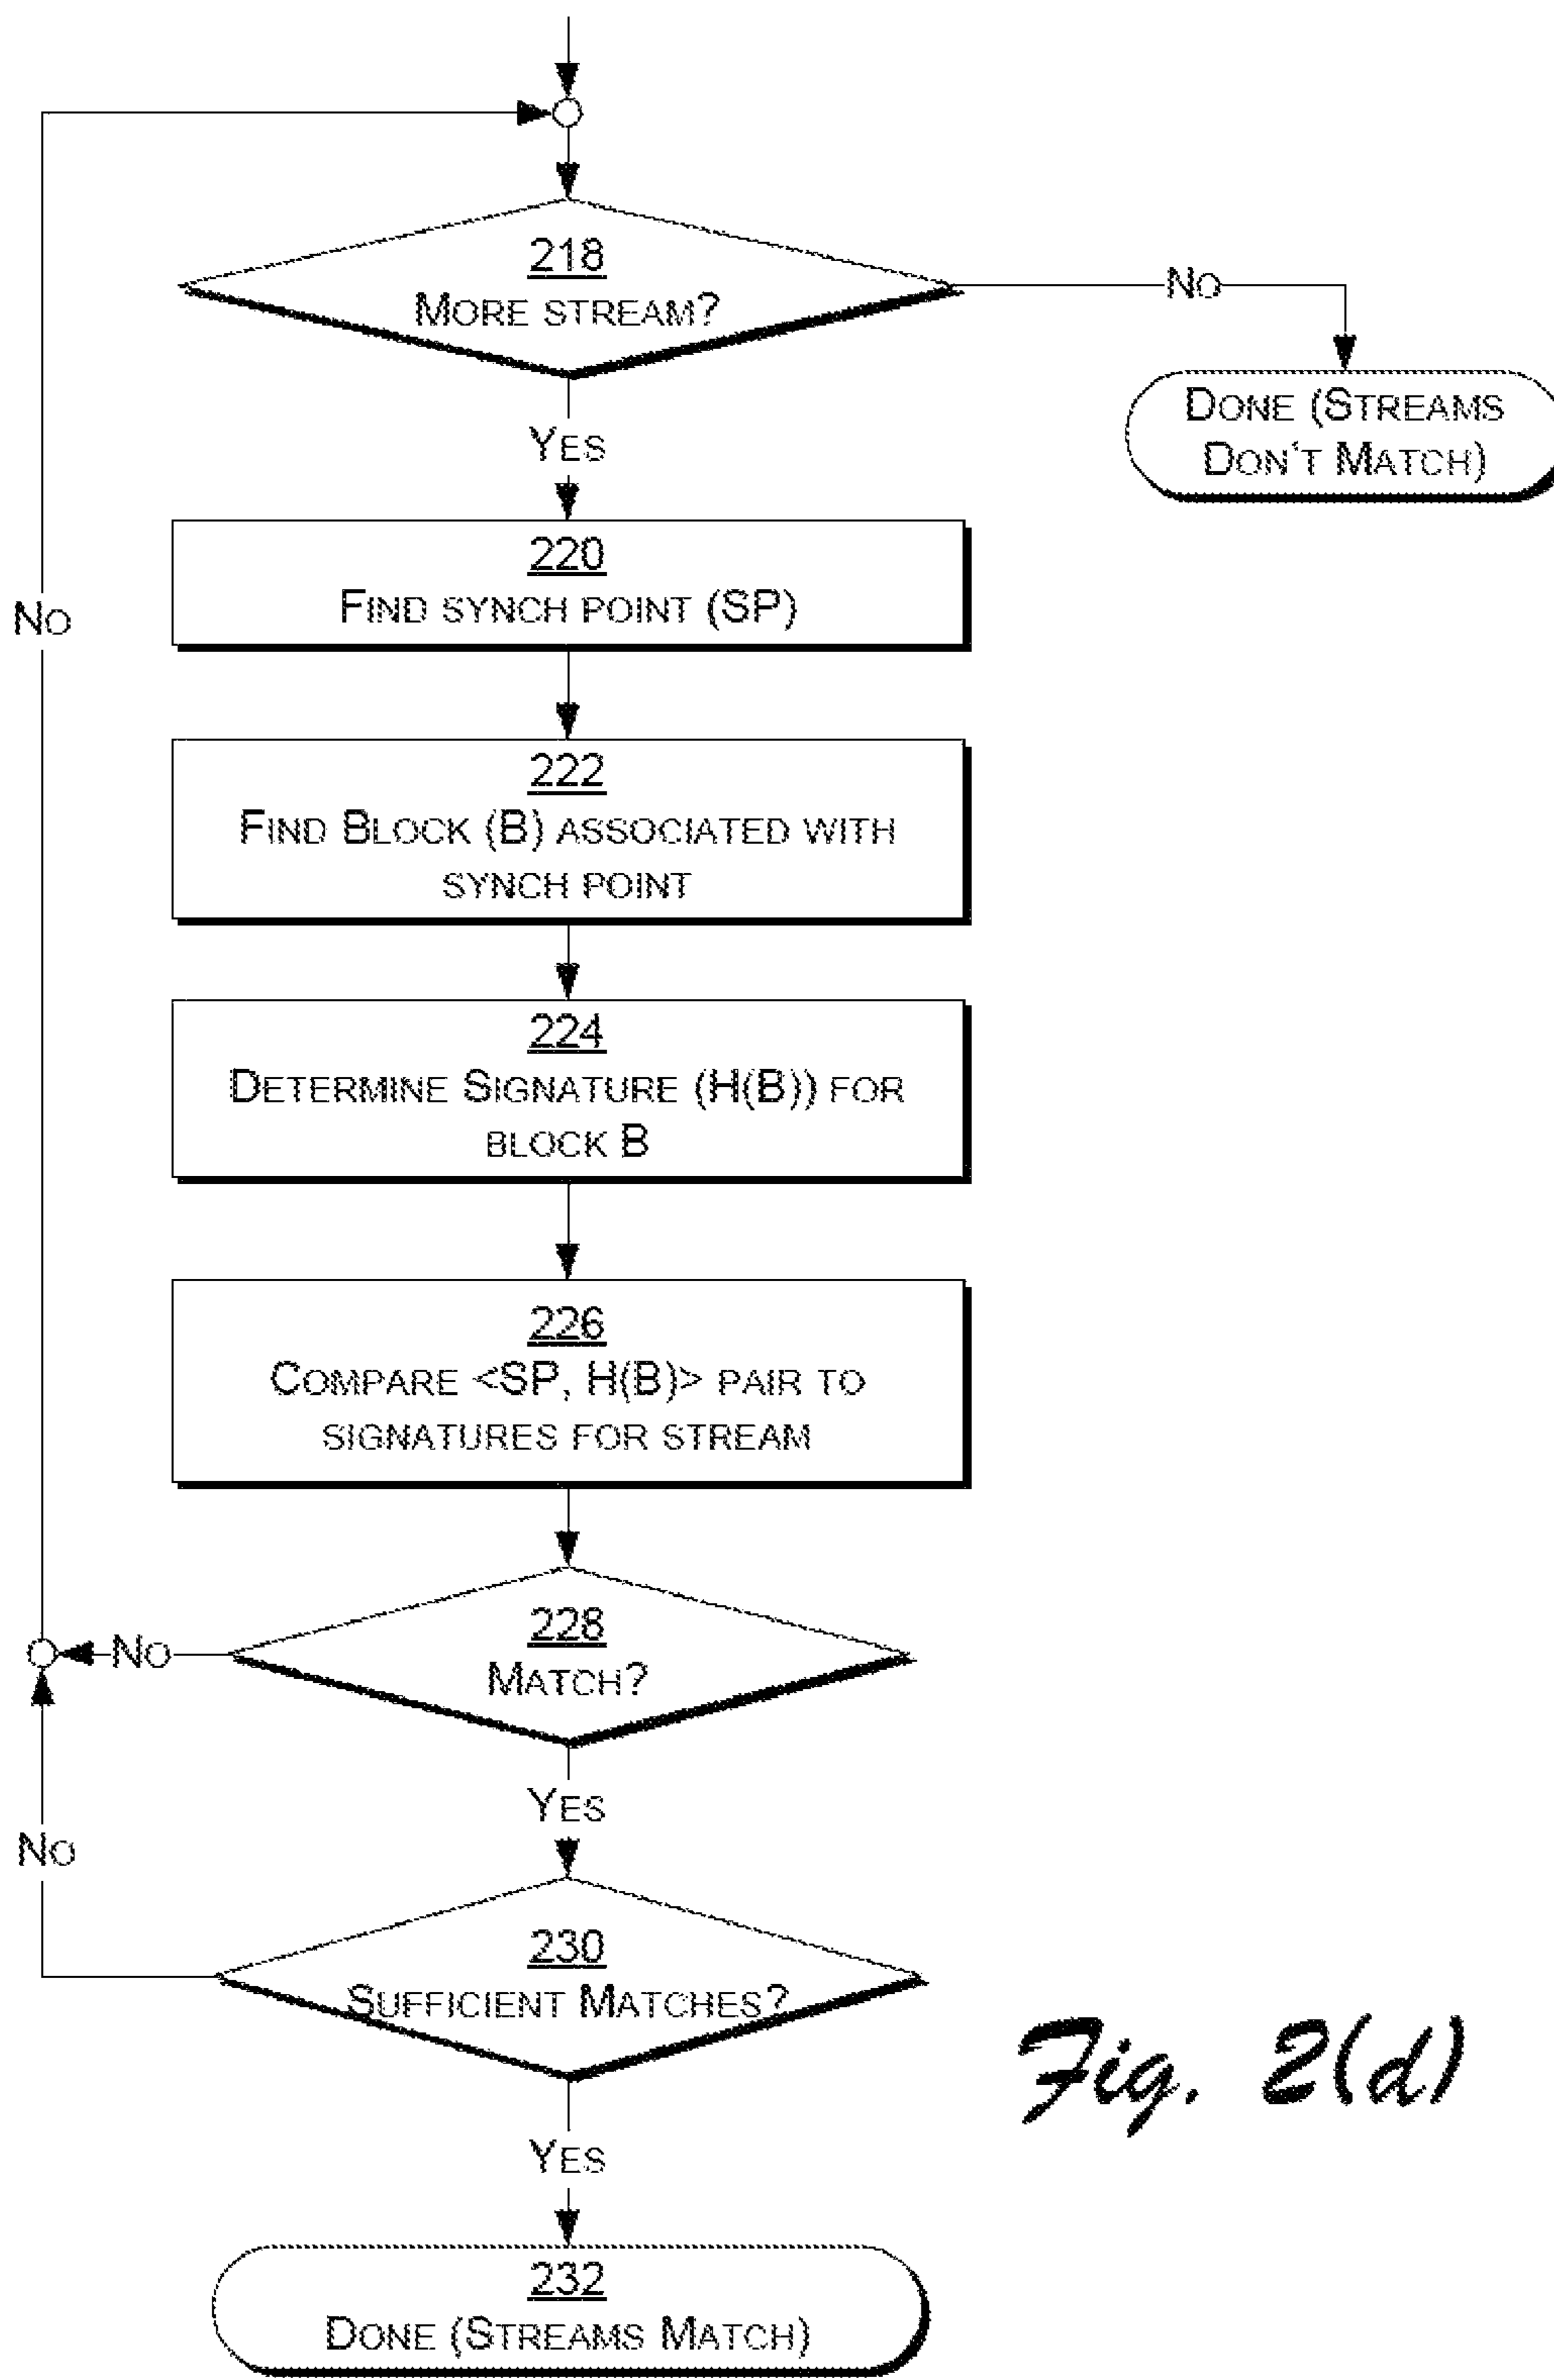 218
MORE STREAM?
NO
DONE (STREAMS
DON'T MATCH)
YES
220
FIND SYNCH POINT (SP)
NO
222
FIND BLOCK (B) ASSOCIATED WITH
SYNCH POINT
224
DETERMINE SIGNATURE (H(B)) FOR
BLOCK B
226
COMPARE <SP, H(B)> PAIR TO
SIGNATURES FOR STREAM
228
MATCH?
NO
YES
NO
230
SUFFICIENT MATCHES?
YES
232
DONE (STREAMS MATCH)
Fig. 2(d)